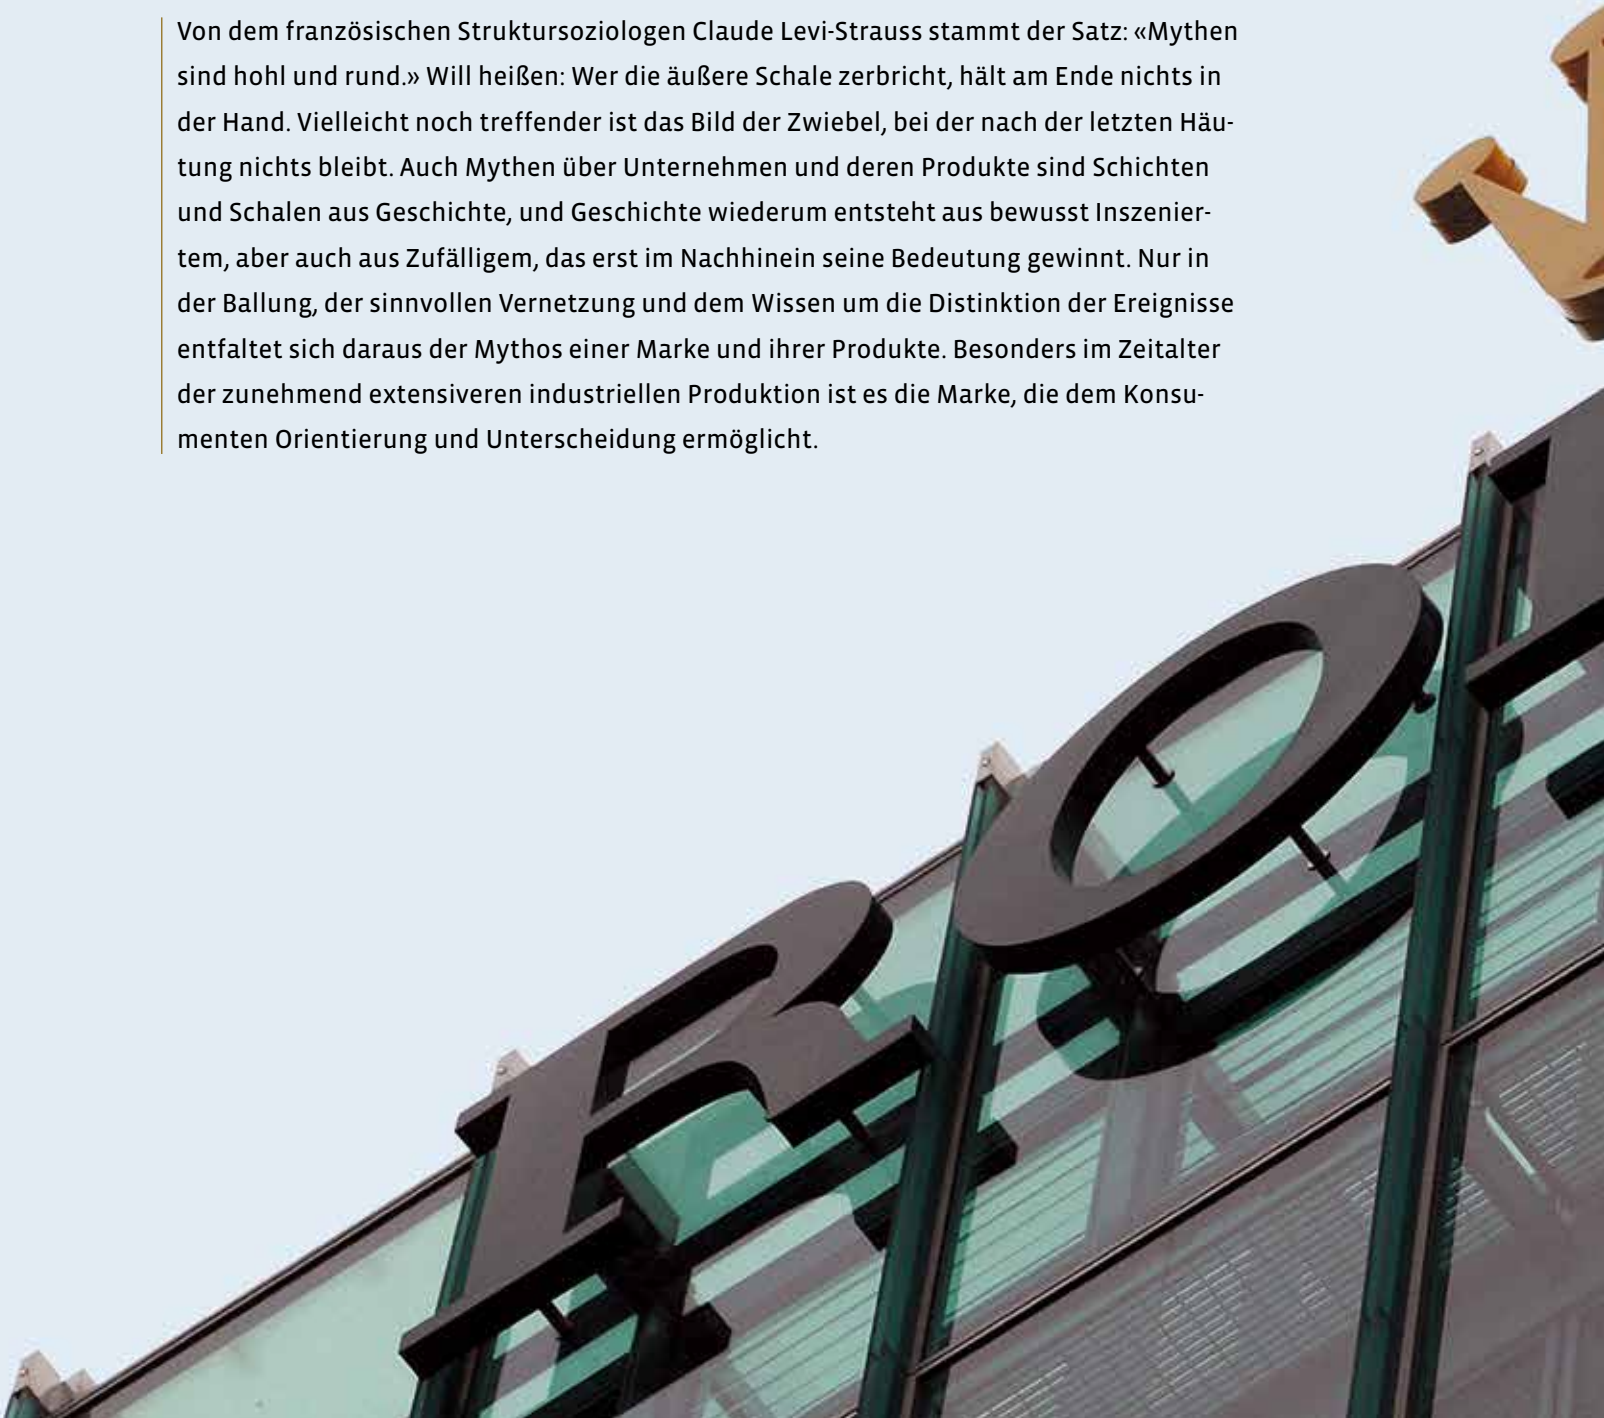 Von dem französischen Struktursoziologen Claude Levi-Strauss stammt der Satz: «Mythen
sind hohl und rund.» Will heißen: Wer die äußere Schale zerbricht, hält am Ende nichts in
der Hand. Vielleicht noch treffender ist das Bild der Zwiebel, bei der nach der letzten Häu-
tung nichts bleibt. Auch Mythen über Unternehmen und deren Produkte sind Schichten
und Schalen aus Geschichte, und Geschichte wiederum entsteht aus bewusst Inszenier-
tem, aber auch aus Zufälligem, das erst im Nachhinein seine Bedeutung gewinnt. Nur in
der Ballung, der sinnvollen Vernetzung und dem Wissen um die Distinktion der Ereignisse
entfaltet sich daraus der Mythos einer Marke und ihrer Produkte. Besonders im Zeitalter
der zunehmend extensiveren industriellen Produktion ist es die Marke, die dem Konsu-
menten Orientierung und Unterscheidung ermöglicht.
RO